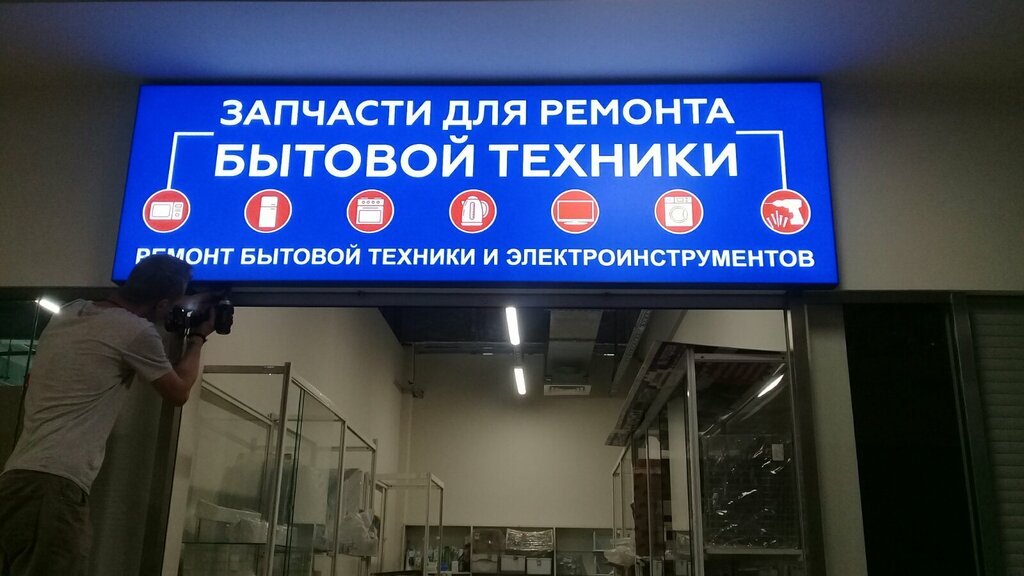 ЗАПЧАСТИ ДЛЯ РЕМОНТА
БЫТОВОЙ ТЕХНИКИ
РЕМОНТ БЫТОВОЙ ТЕХНИКИ И ЭЛЕКТРОИНСТРУМЕНТОВ